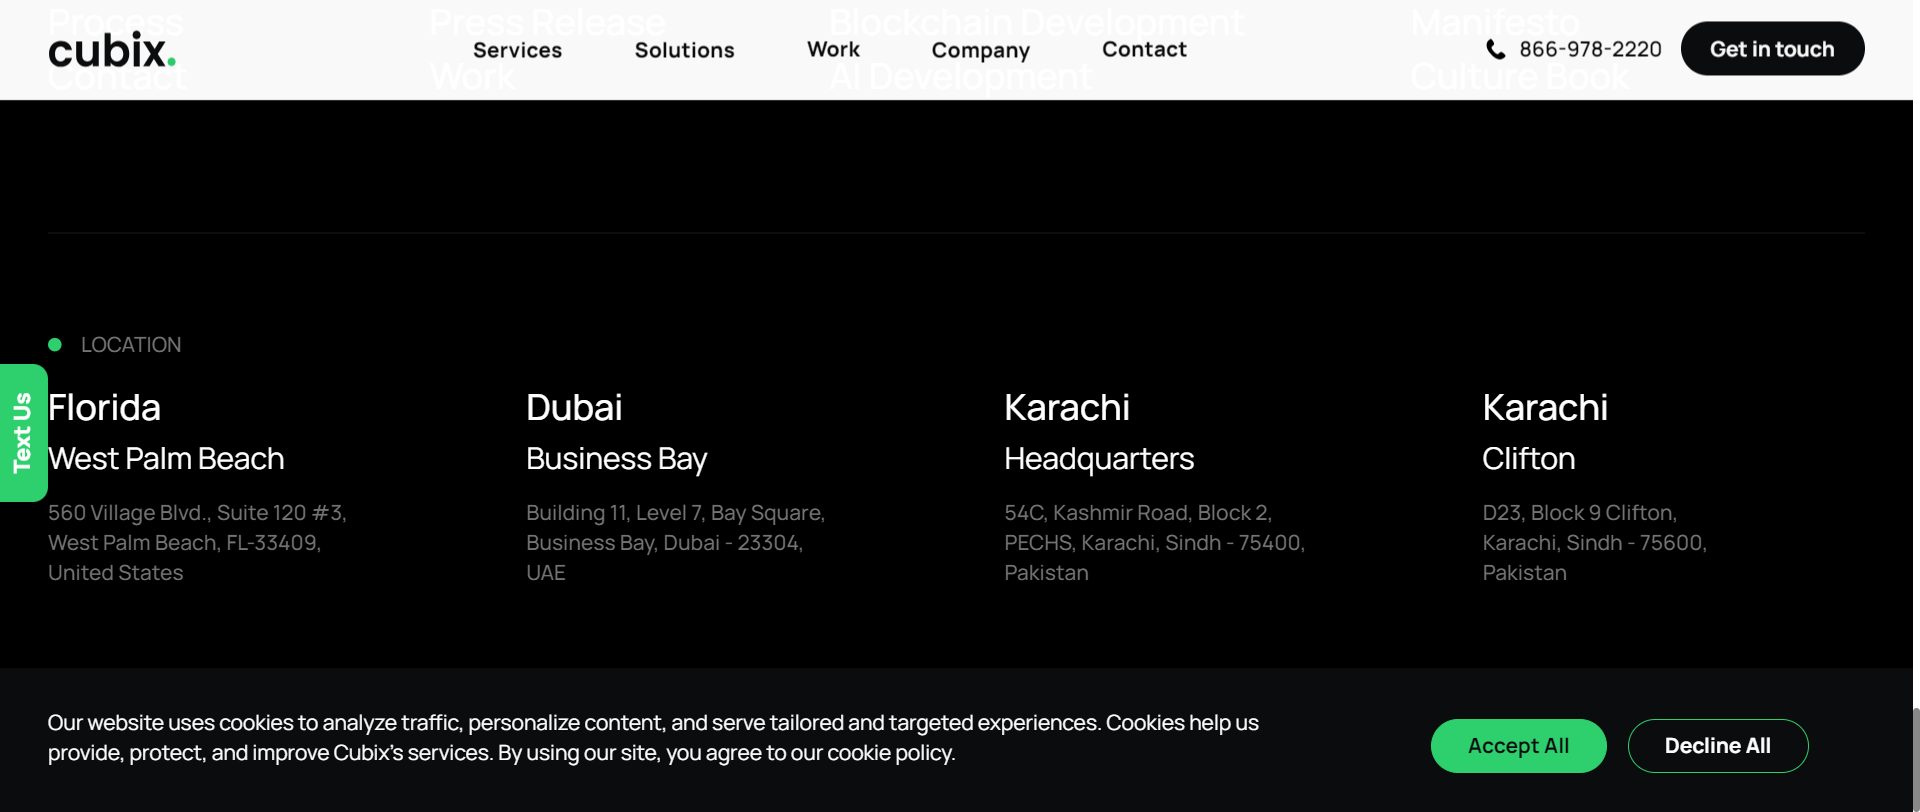 Process Press Release Blockchain Development Manifesto
cubix. Services Solutions Work Company Contact 866-978-2220 Get in touch
Contact Work AI Development Culture Book
LOCATION
Text Us
Florida
West Palm Beach
560 Village Blvd., Suite 120 #3,
West Palm Beach, FL-33409,
United States
Dubai
Business Bay
Building 11, Level 7, Bay Square,
Business Bay, Dubai - 23304,
UAE
Karachi
Headquarters
54C, Kashmir Road, Block 2,
PECHS, Karachi, Sindh - 75400,
Pakistan
Karachi
Clifton
D23, Block 9 Clifton,
Karachi, Sindh - 75600,
Pakistan
Our website uses cookies to analyze traffic, personalize content, and serve tailored and targeted experiences. Cookies help us
provide, protect, and improve Cubix's services. By using our site, you agree to our cookie policy.
Accept All Decline All